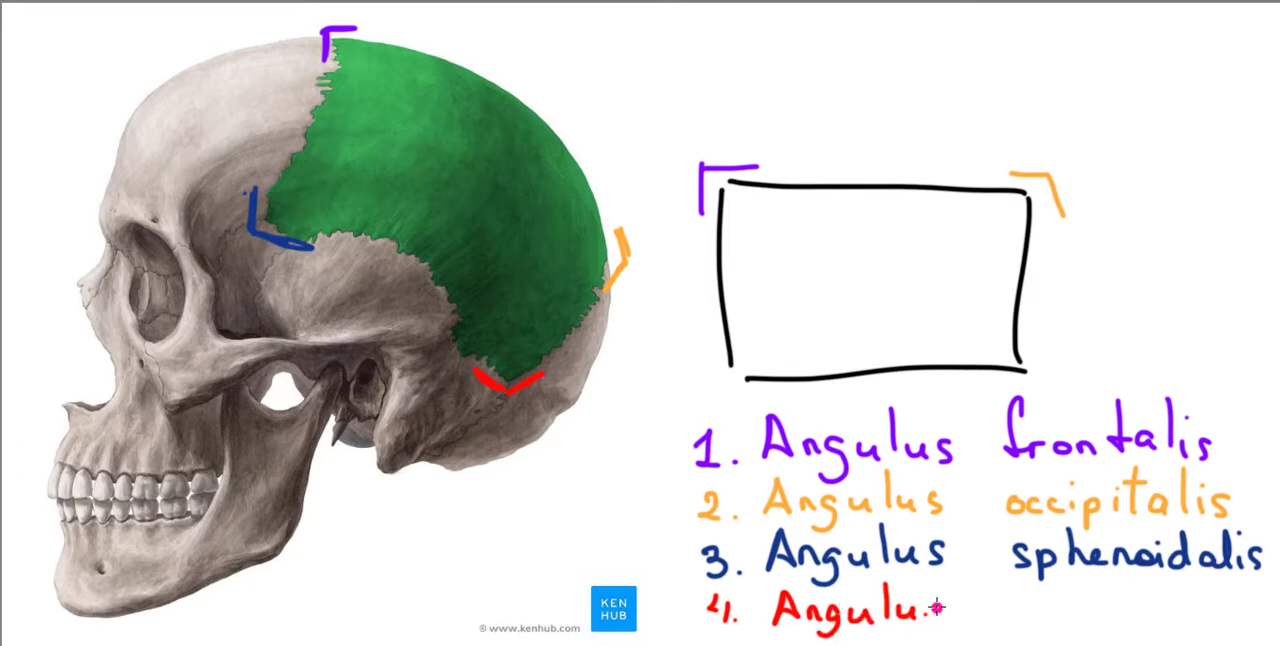 1. Angulus frontalis
2. Angulus occipitalis
3. Angulus sphenoidalis
4. Angulu
KEN
HUB
© www.kenhub.com